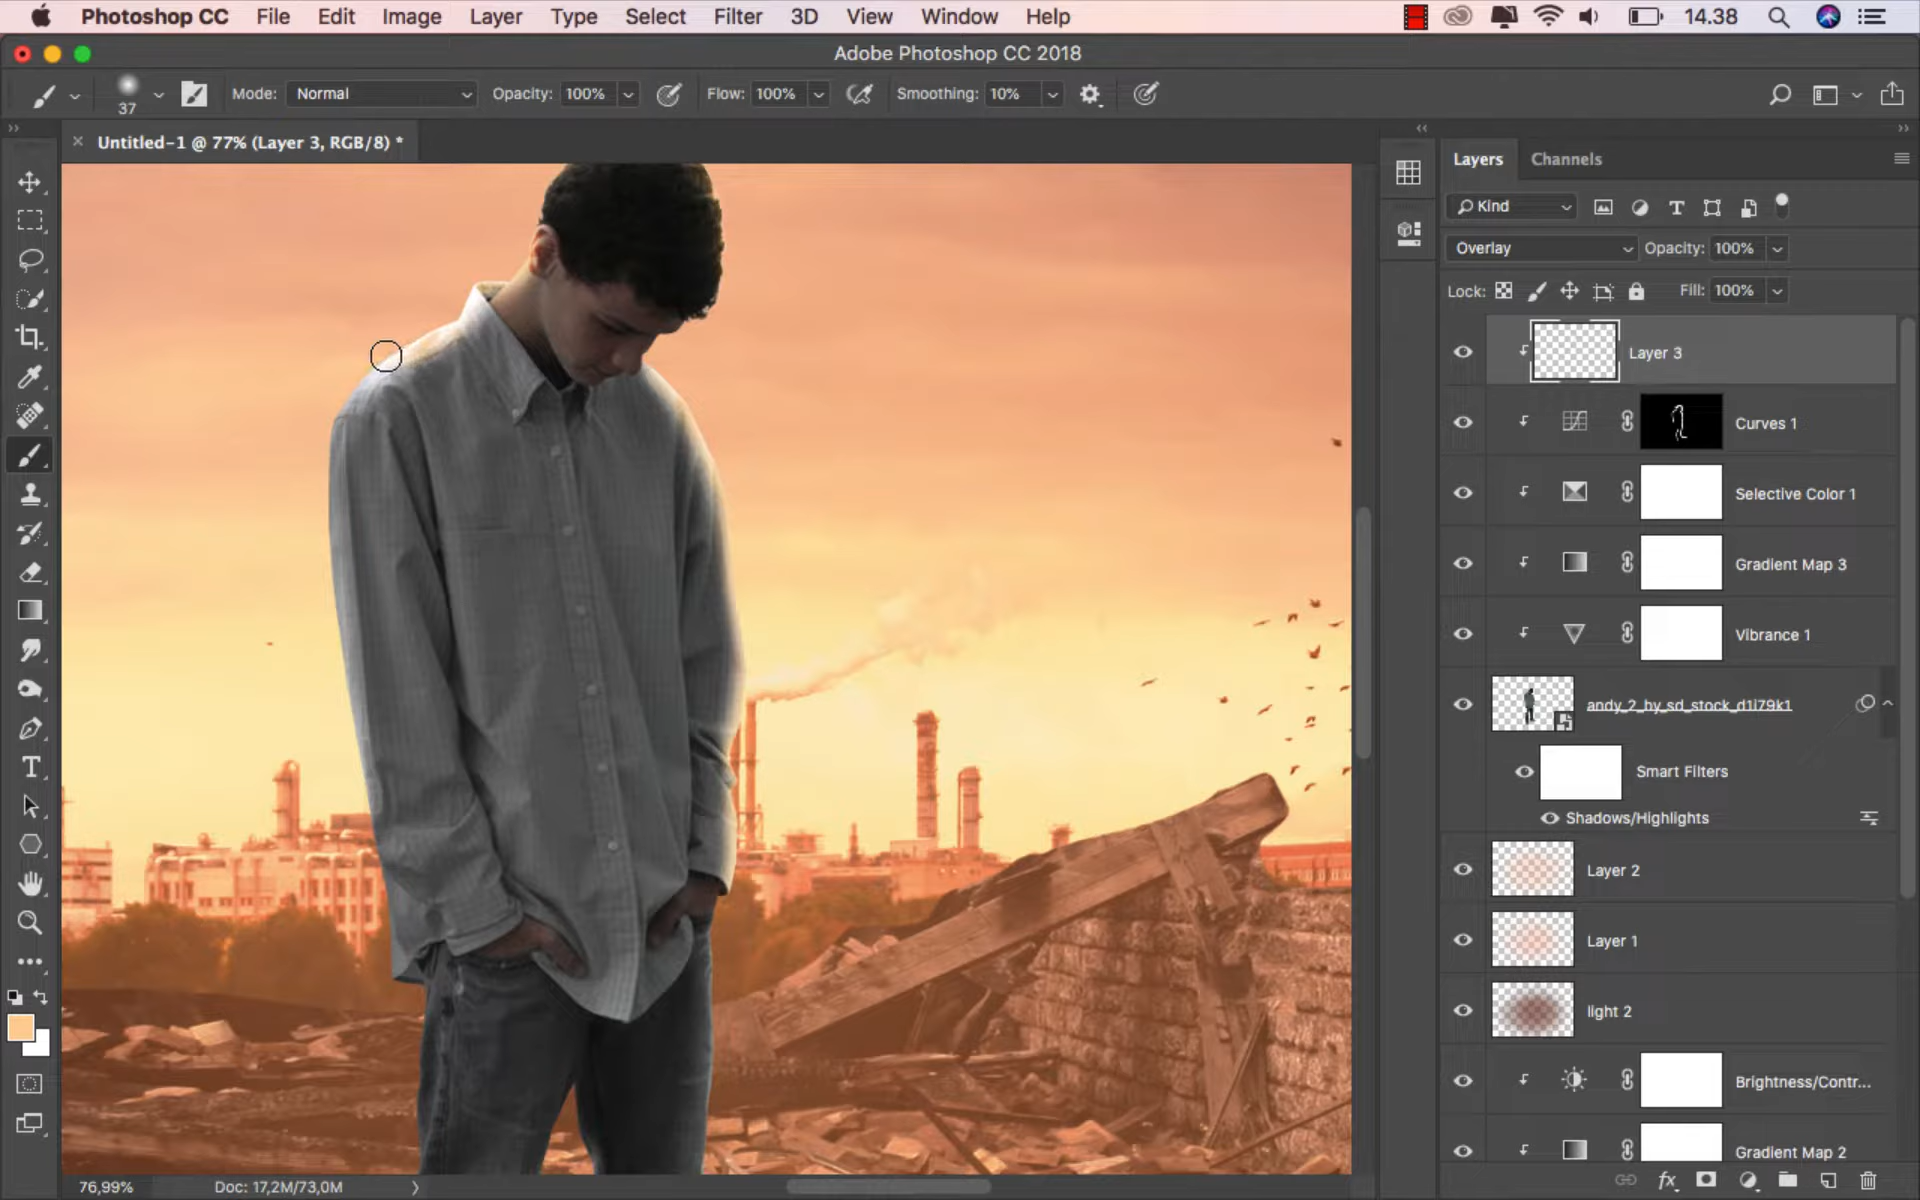 Photoshop CC File Edit Image Layer Type Select Filter 3D View Window Help 14.38
Adobe Photoshop CC 2018
37 Mode: Normal Opacity: 100% Flow: 100% Smoothing: 10%
× Untitled-1 @ 77% (Layer 3, RGB/8) *
Layers Channels
Kind
Overlay Opacity: 100%
Lock: Fill: 100%
Layer 3
Curves 1
Selective Color 1
Gradient Map 3
Vibrance 1
andy_2_by_sd_stock_d1i79k1
Smart Filters
Shadows/Highlights
Layer 2
Layer 1
light 2
Brightness/Contr...
Gradient Map 2
76,99% Doc: 17,2M/73,0M